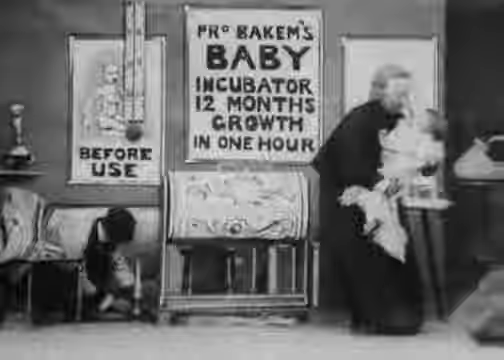 PRO BAKEM'S
BABY
INCUBATOR
12 MONTHS
GROWTH
IN ONE HOUR
BEFORE
USE